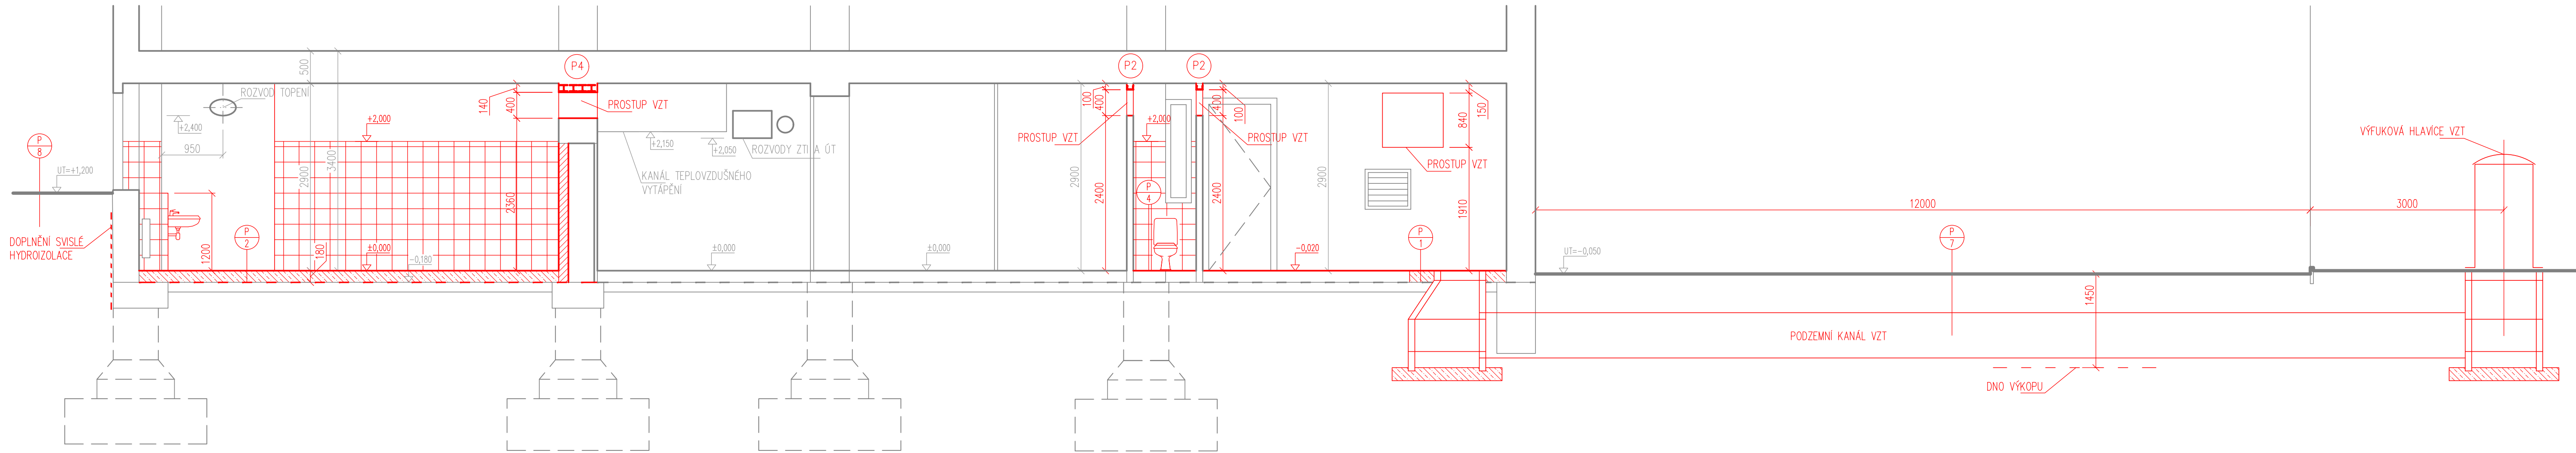 P4
P2
P2
500
ROZVOD TOPENÍ
140
400
PROSTUP VZT
100
400
400
100
150
840
+2,000
+2,400
+2,000
P
8
950
+2,150
+2,050
ROZVODY ZTI A ÚT
PROSTUP VZT
PROSTUP VZT
PROSTUP VZT
VÝFUKOVÁ HLAVICE VZT
UT=+1,200
2900
3400
KANÁL TEPLOVZDUŠNÉHO
VYTÁPĚNÍ
2900
2900
P
4
2360
2400
2400
1910
12000
3000
DOPLNĚNÍ SVISLÉ
HYDROIZOLACE
1200
P
2
180
±0,000
-0,180
±0,000
±0,000
-0,020
P
1
UT=-0,050
P
7
1450
PODZEMNÍ KANÁL VZT
DNO VÝKOPU